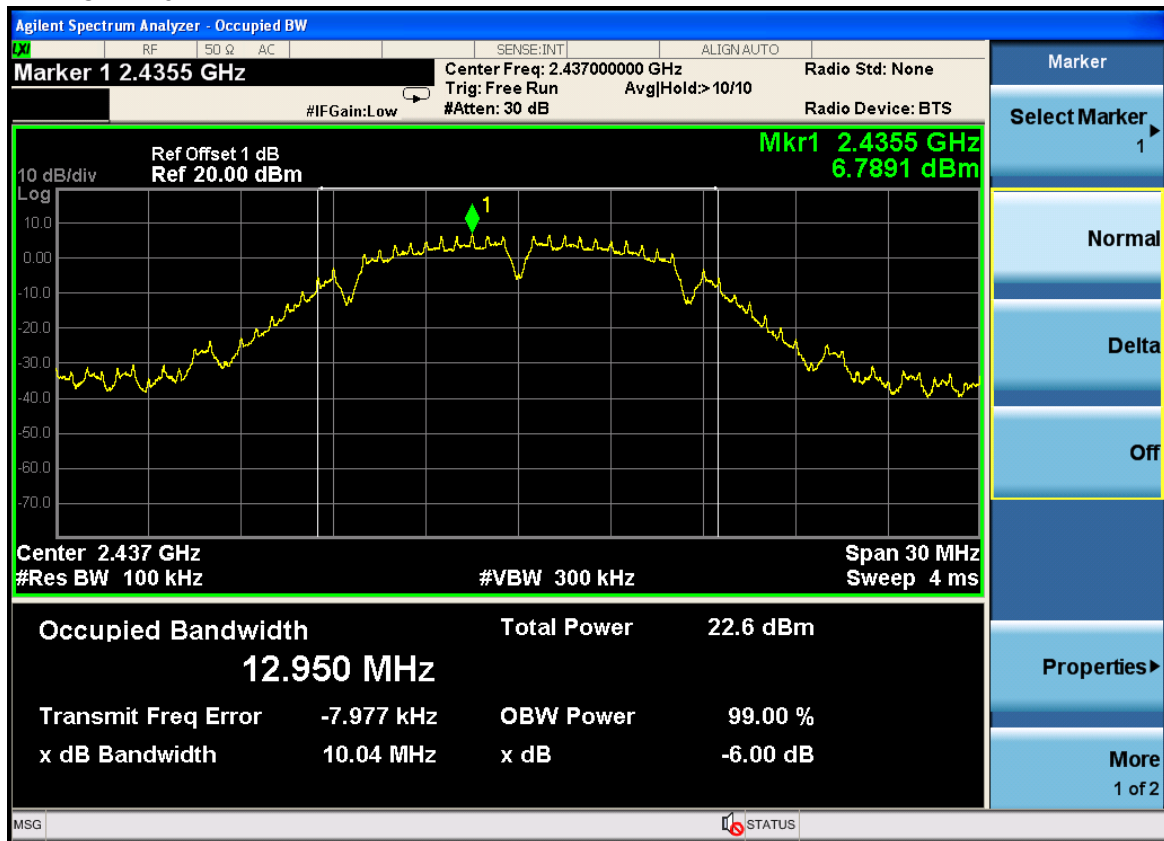 Agilent Spectrum Analyzer - Occupied BW
LXI RF 50 Ω AC SENSE:INT ALIGN AUTO
Marker 1 2.4355 GHz
Center Freq: 2.437000000 GHz
Radio Std: None
Trig: Free Run Avg|Hold:>10/10
#IFGain:Low #Atten: 30 dB Radio Device: BTS
Mkr1 2.4355 GHz
6.7891 dBm
Ref Offset 1 dB
10 dB/div Ref 20.00 dBm
Log
1
10.0
0.00
-10.0
-20.0
-30.0
-40.0
-50.0
-60.0
-70.0
Center 2.437 GHz Span 30 MHz
#Res BW 100 kHz #VBW 300 kHz Sweep 4 ms
Occupied Bandwidth Total Power 22.6 dBm
12.950 MHz
Transmit Freq Error -7.977 kHz OBW Power 99.00 %
x dB Bandwidth 10.04 MHz x dB -6.00 dB
MSG STATUS
Marker
Select Marker
1
Normal
Delta
Off
Properties
More
1 of 2